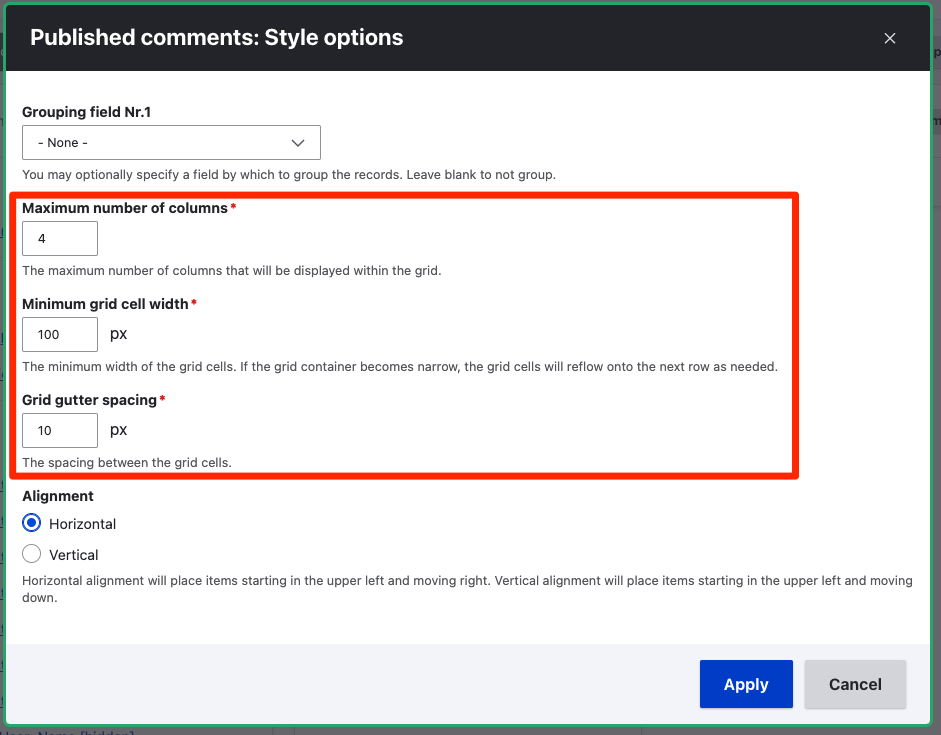 Published comments: Style options
Grouping field Nr.1
- None -
You may optionally specify a field by which to group the records. Leave blank to not group.
Maximum number of columns*
4
The maximum number of columns that will be displayed within the grid.
Minimum grid cell width*
100 px
The minimum width of the grid cells. If the grid container becomes narrow, the grid cells will reflow onto the next row as needed.
Grid gutter spacing*
10 px
The spacing between the grid cells.
Alignment
Horizontal
Vertical
Horizontal alignment will place items starting in the upper left and moving right. Vertical alignment will place items starting in the upper left and moving
down.
Apply
Cancel